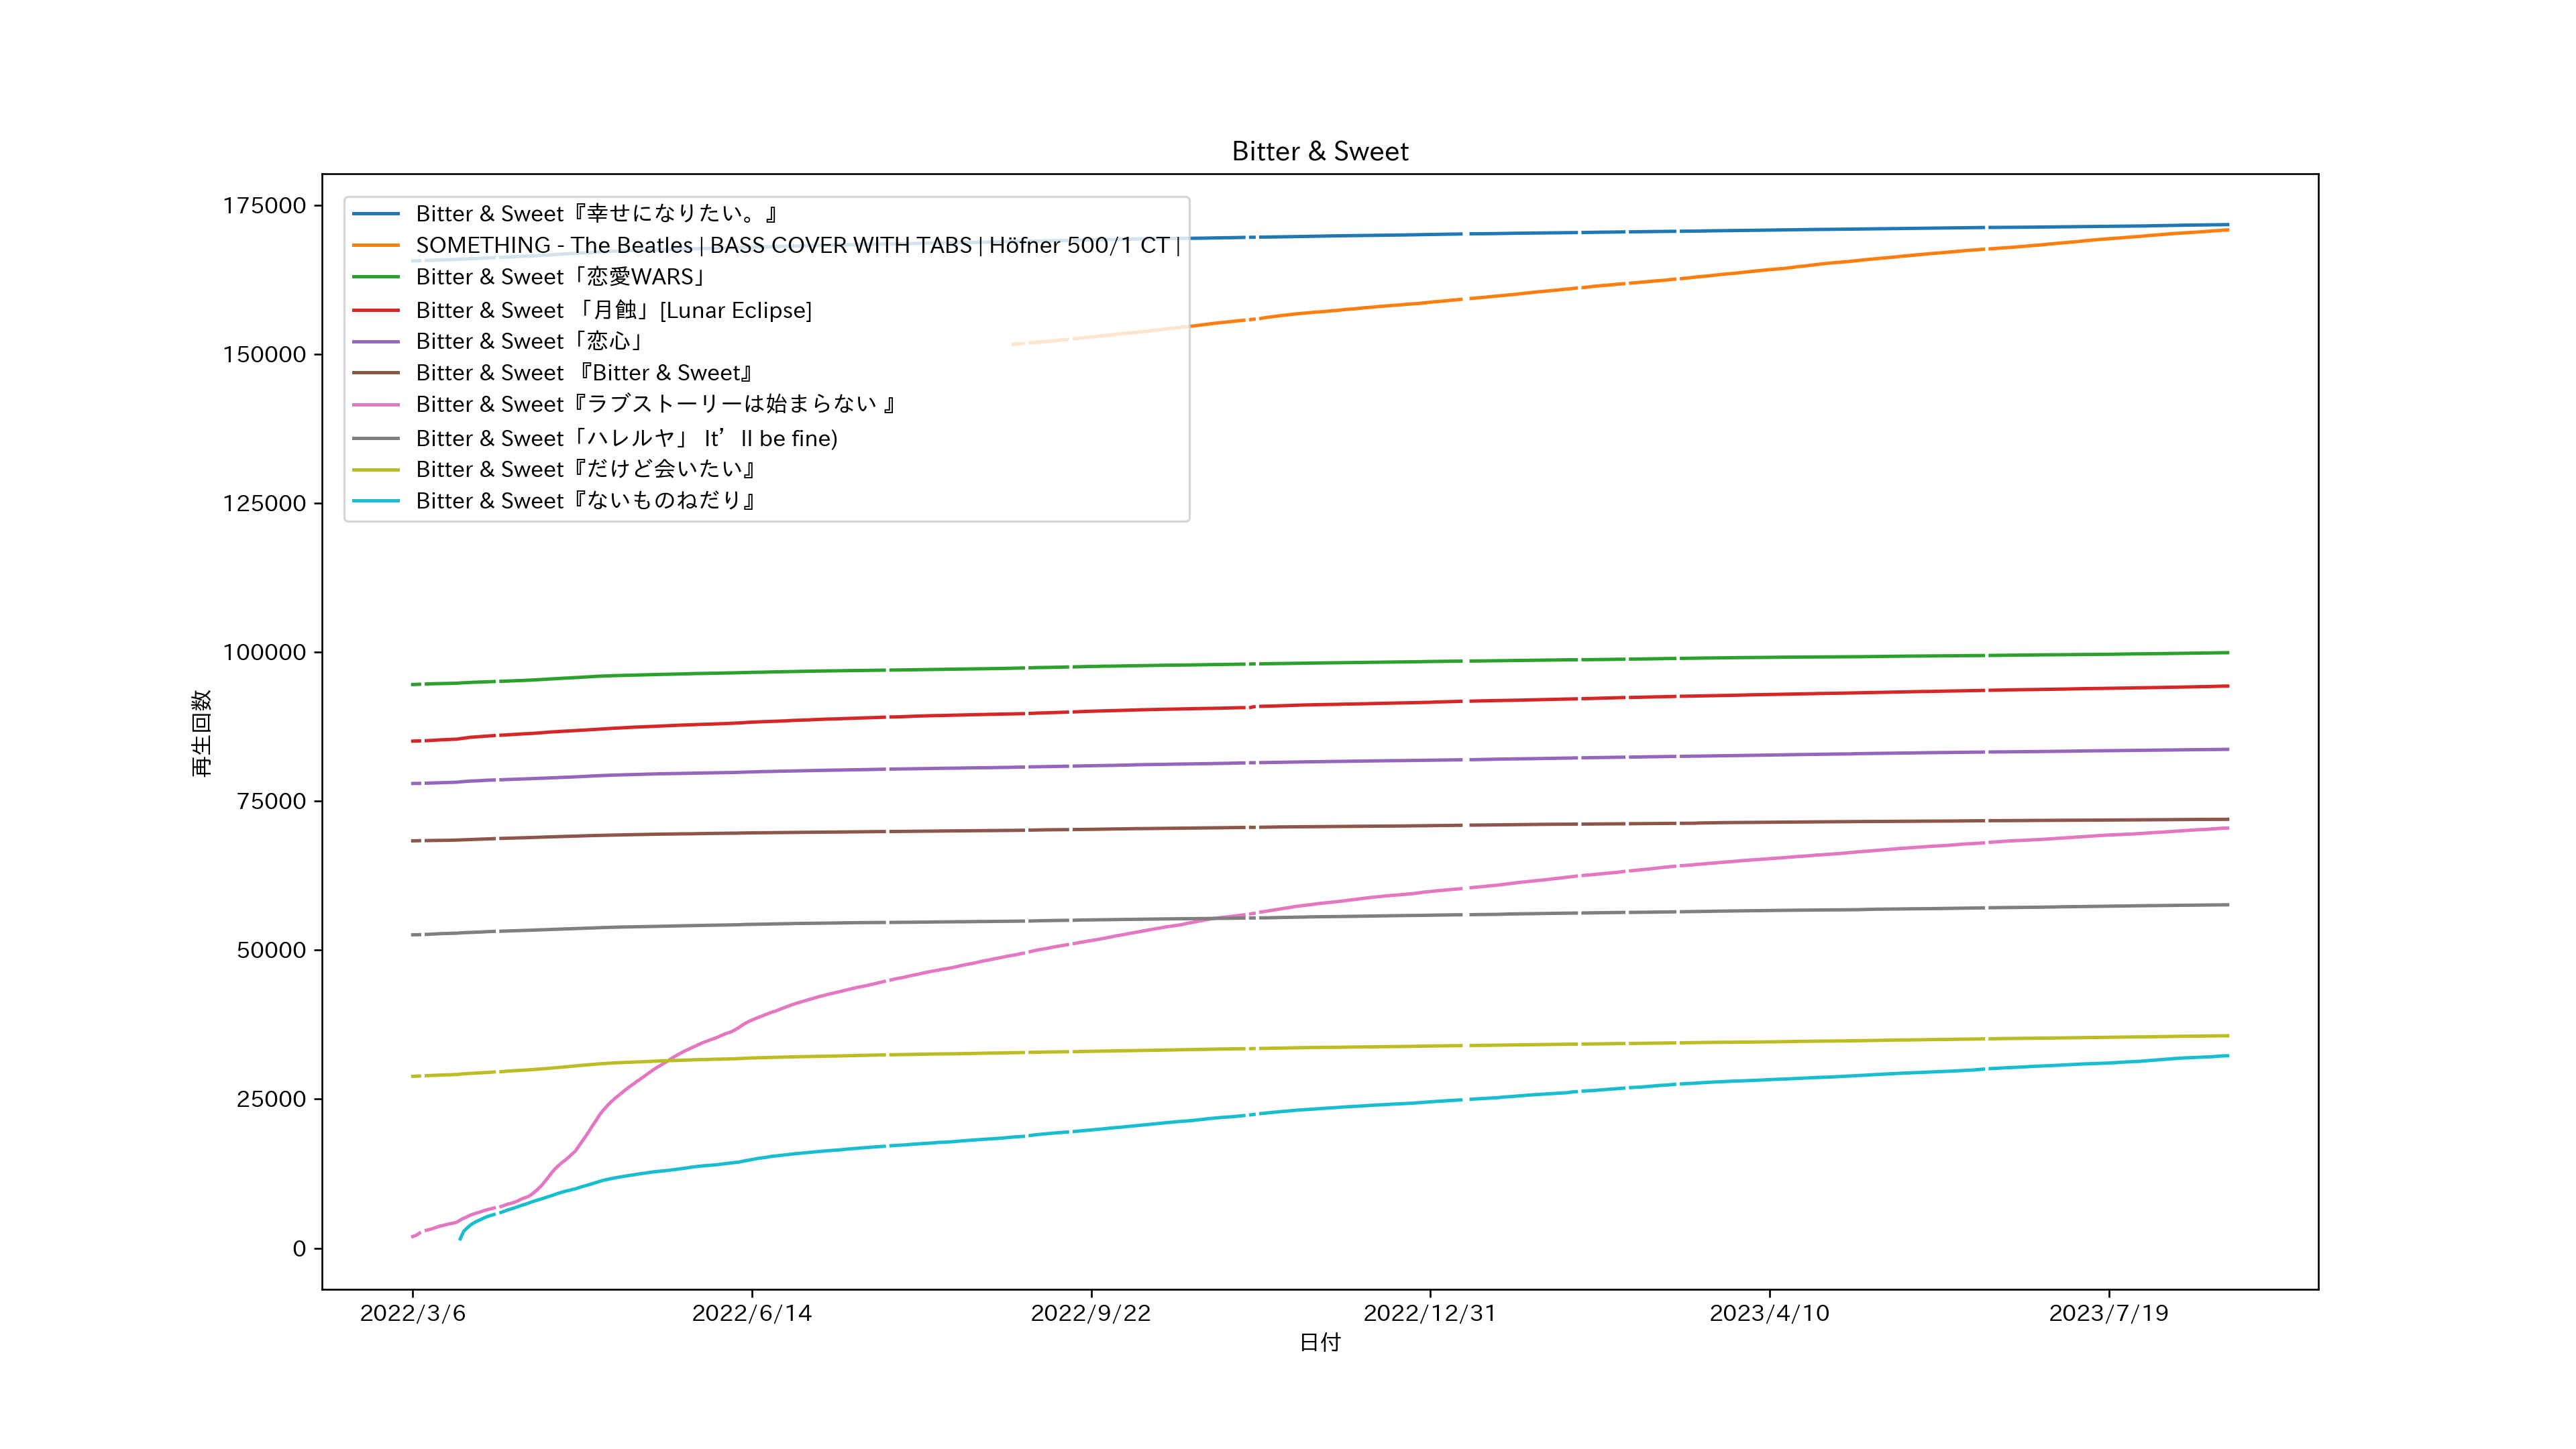 Bitter & Sweet
175000
150000
125000
100000
75000
50000
25000
0
再生回数
Bitter & Sweet『幸せになりたい。』
SOMETHING - The Beatles | BASS COVER WITH TABS | Höfner 500/1 CT |
Bitter & Sweet「恋愛WARS」
Bitter & Sweet 「月蝕」[Lunar Eclipse]
Bitter & Sweet「恋心」
Bitter & Sweet 『Bitter & Sweet』
Bitter & Sweet『ラブストーリーは始まらない 』
Bitter & Sweet「ハレルヤ」 It’ll be fine)
Bitter & Sweet『だけど会いたい』
Bitter & Sweet『ないものねだり』
2022/3/6
2022/6/14
2022/9/22
2022/12/31
2023/4/10
2023/7/19
日付